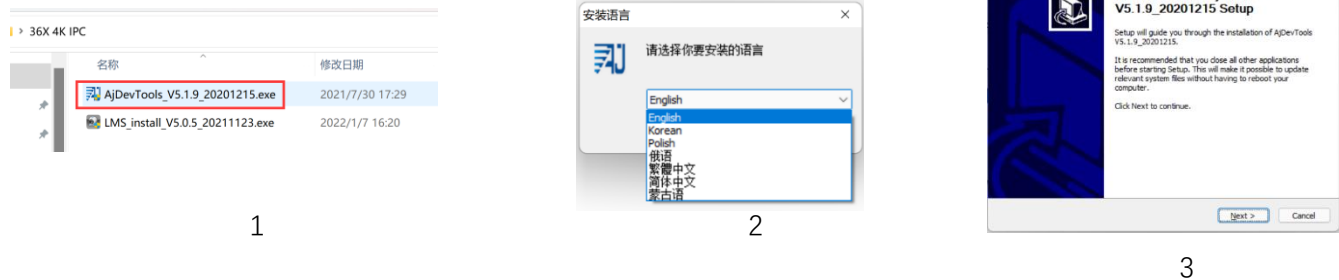 36X 4K IPC
名称 修改日期
AjDevTools_V5.1.9_20201215.exe 2021/7/30 17:29
LMS_install_V5.0.5_20211123.exe 2022/1/7 16:20
1
安装语言
AJ
请选择你要安装的语言
English
English
Korean
Polish
俄语
繁體中文
简体中文
蒙古语
2
V5.1.9_20201215 Setup
Setup will guide you through the installation of AjDevTools
V5.1.9_20201215.
It is recommended that you close all other applications
before starting Setup. This will make it possible to update
relevant system files without having to reboot your
computer.
Click Next to continue.
Next > Cancel
3